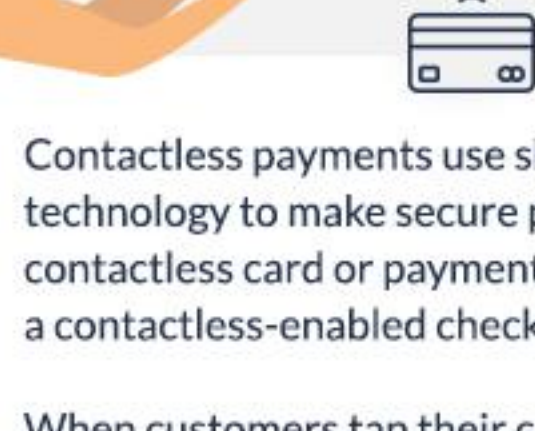 Contactless payments use
technology to make secure
contactless card or payment
a contactless-enabled
When customers tap their